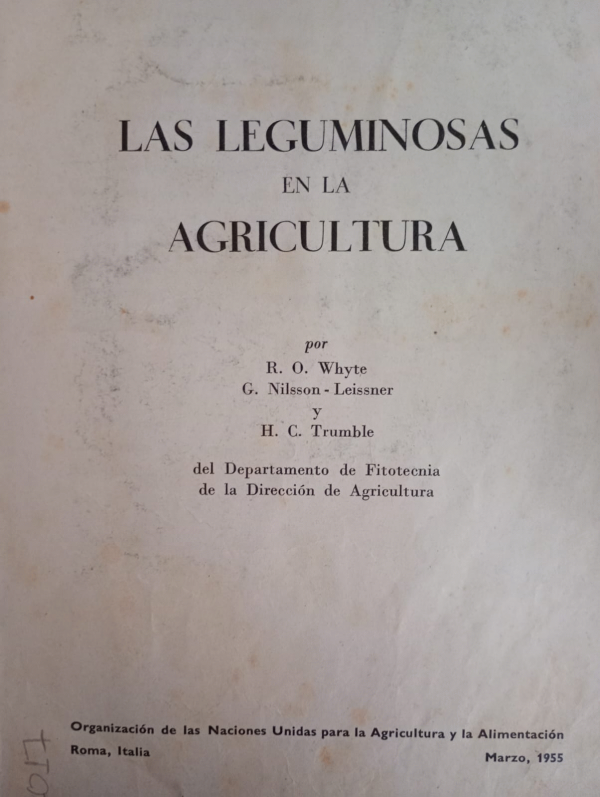 LAS LEGUMINOSAS
EN LA
AGRICULTURA
por
R. O. Whyte
G. Nilsson - Leissner
y
H. C. Trumble
del Departamento de Fitotecnia
de la Dirección de Agricultura
Organización de las Naciones Unidas para la Agricultura y la Alimentación
Roma, Italia
Marzo, 1955